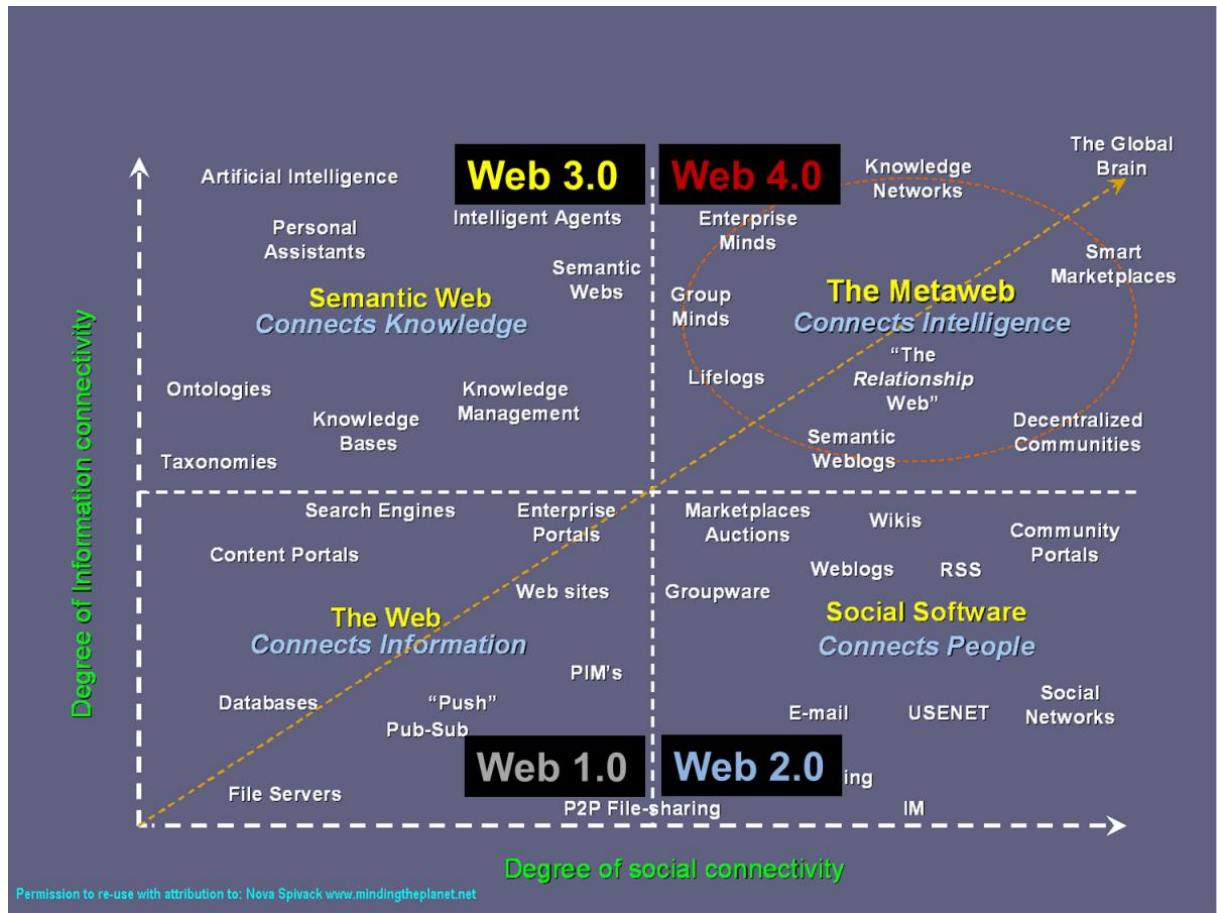 The Global
Brain
Artificial Intelligence
Web 3.0
Web 4.0
Knowledge
Networks
Personal
Assistants
Intelligent Agents
Enterprise
Minds
Semantic
Webs
Smart
Marketplaces
Semantic Web
Connects Knowledge
Group
Minds
The Metaweb
Connects Intelligence
Ontologies
Knowledge
Bases
Knowledge
Management
Lifelogs
“The
Relationship
Web”
Taxonomies
Semantic
Weblogs
Decentralized
Communities
Degree of Information connectivity
Search Engines
Enterprise
Portals
Marketplaces
Auctions
Wikis
Community
Portals
Content Portals
Weblogs
RSS
Web sites
Groupware
The Web
Connects Information
Social Software
Connects People
PIM's
Databases
“Push”
Pub-Sub
E-mail
USENET
Social
Networks
Web 1.0
Web 2.0
File Servers
ing
P2P File-sharing
IM
Degree of social connectivity
Permission to re-use with attribution to: Nova Spivack www.mindingtheplanet.net